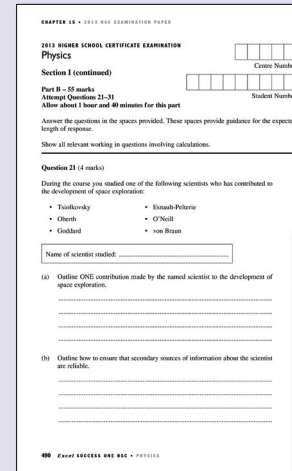 CHAPTER 15 • 2013 HSC EXAMINATION PAPER
2013 HIGHER SCHOOL CERTIFICATE EXAMINATION
Physics
Centre Numb
Section I (continued)
Student Number
Part B – 55 marks
Attempt Questions 21–31
Allow about 1 hour and 40 minutes for this part
Answer the questions in the spaces provided. These spaces provide guidance for the expecte
length of response.
Show all relevant working in questions involving calculations.
Question 21 (4 marks)
During the course you studied one of the following scientists who has contributed to
the development of space exploration:
• Tsiolkovsky • Esnault-Pelterie
• Oberth • O'Neill
• Goddard • von Braun
Name of scientist studied:
(a) Outline ONE contribution made by the named scientist to the development of
space exploration.
(b) Outline how to ensure that secondary sources of information about the scientist
are reliable.
490 Excel SUCCESS ONE HSC • PHYSICS